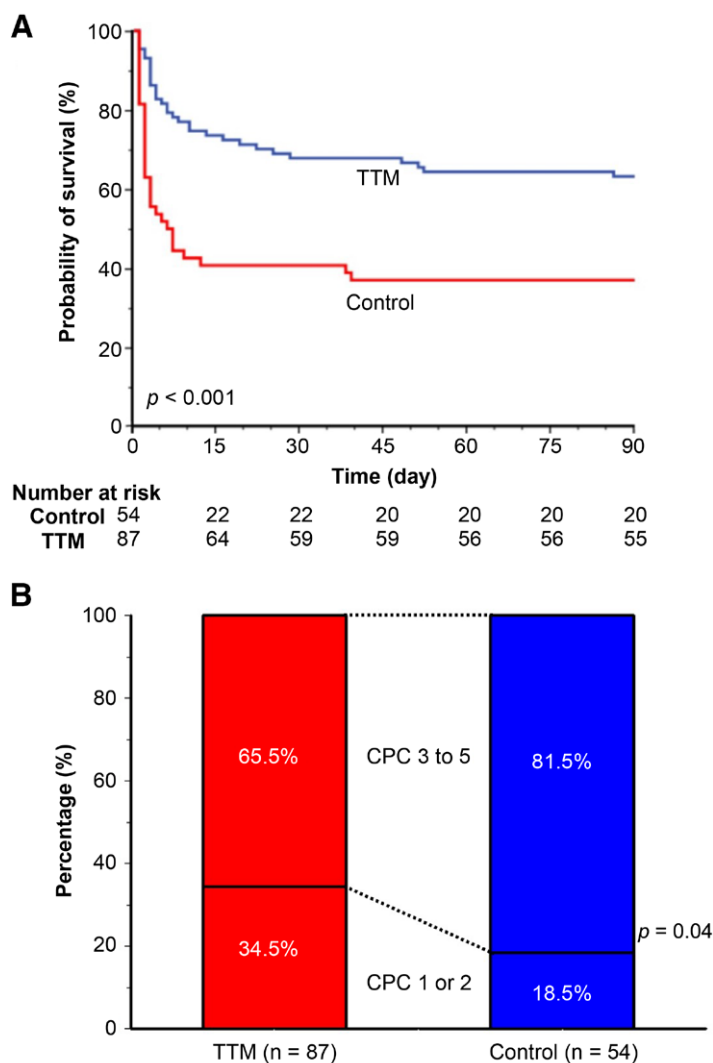 A
Probability of survival (%)
100
80
60
40
20
0
TTM
Control
p < 0.001
0 15 30 45 60 75 90
Time (day)
Number at risk
Control 54 22 22 20 20 20 20
TTM 87 64 59 59 56 56 55
B
Percentage (%)
100
80
60
40
20
0
65.5% CPC 3 to 5 81.5%
p = 0.04
34.5% CPC 1 or 2 18.5%
TTM (n = 87) Control (n = 54)